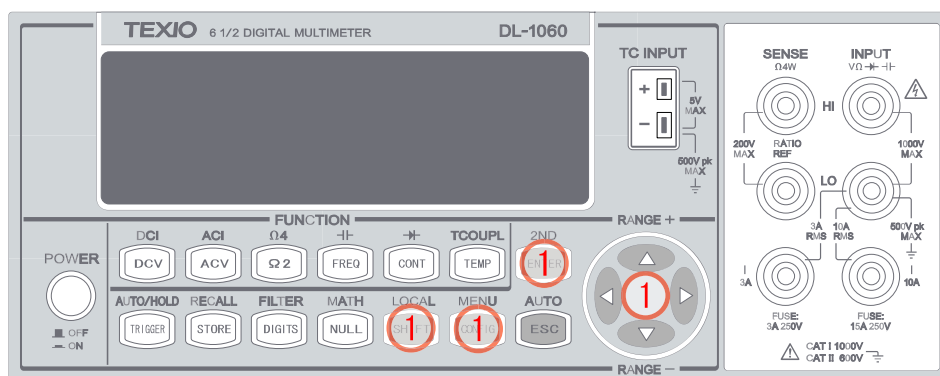 TEXIO 6 1/2 DIGITAL MULTIMETER DL-1060
TC INPUT
+
−
5V
MAX
500V pk
MAX
SENSE
Ω4W
INPUT
VΩ
HI
200V
MAX
RATIO
REF
1000V
MAX
LO
3A
RMS
10A
RMS
500V pk
MAX
3A
10A
FUSE:
3A 250V
FUSE:
15A 250V
CAT I 1000V
CAT II 600V
FUNCTION
RANGE +
DCI ACI Ω4 TCOUPL 2ND
POWER
DCV ACV Ω2 FREQ CONT TEMP ENTER
1
1
AUTO/HOLD RECALL FILTER MATH LOCAL MENU AUTO
TRIGGER STORE DIGITS NULL SHIFT CONFIG ESC
1
1
OFF
ON
RANGE −